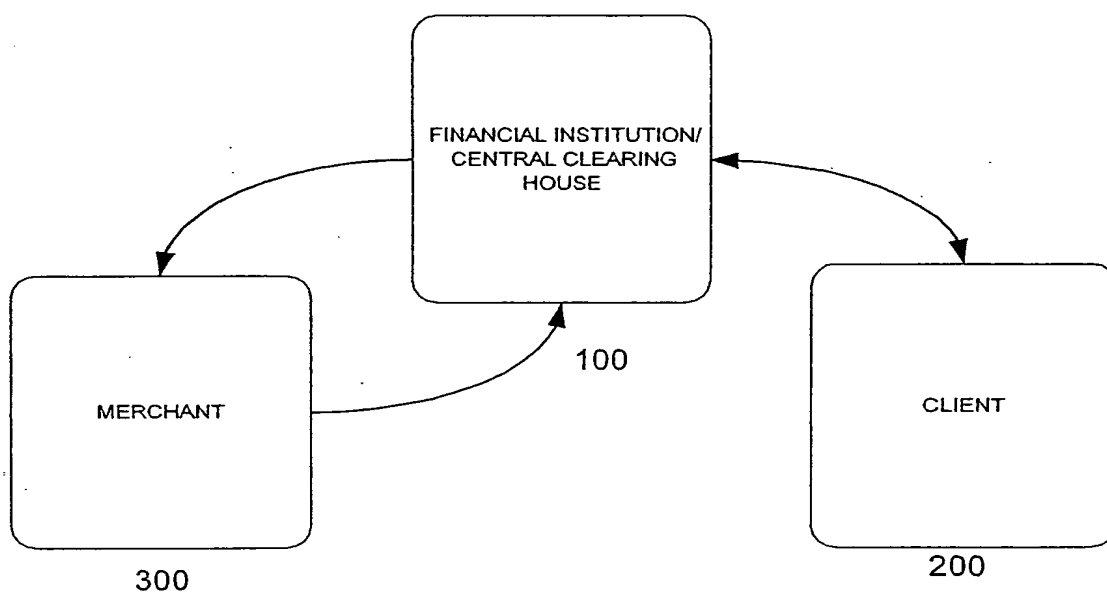 FINANCIAL INSTITUTION/
CENTRAL CLEARING
HOUSE
100
MERCHANT
CLIENT
300
200